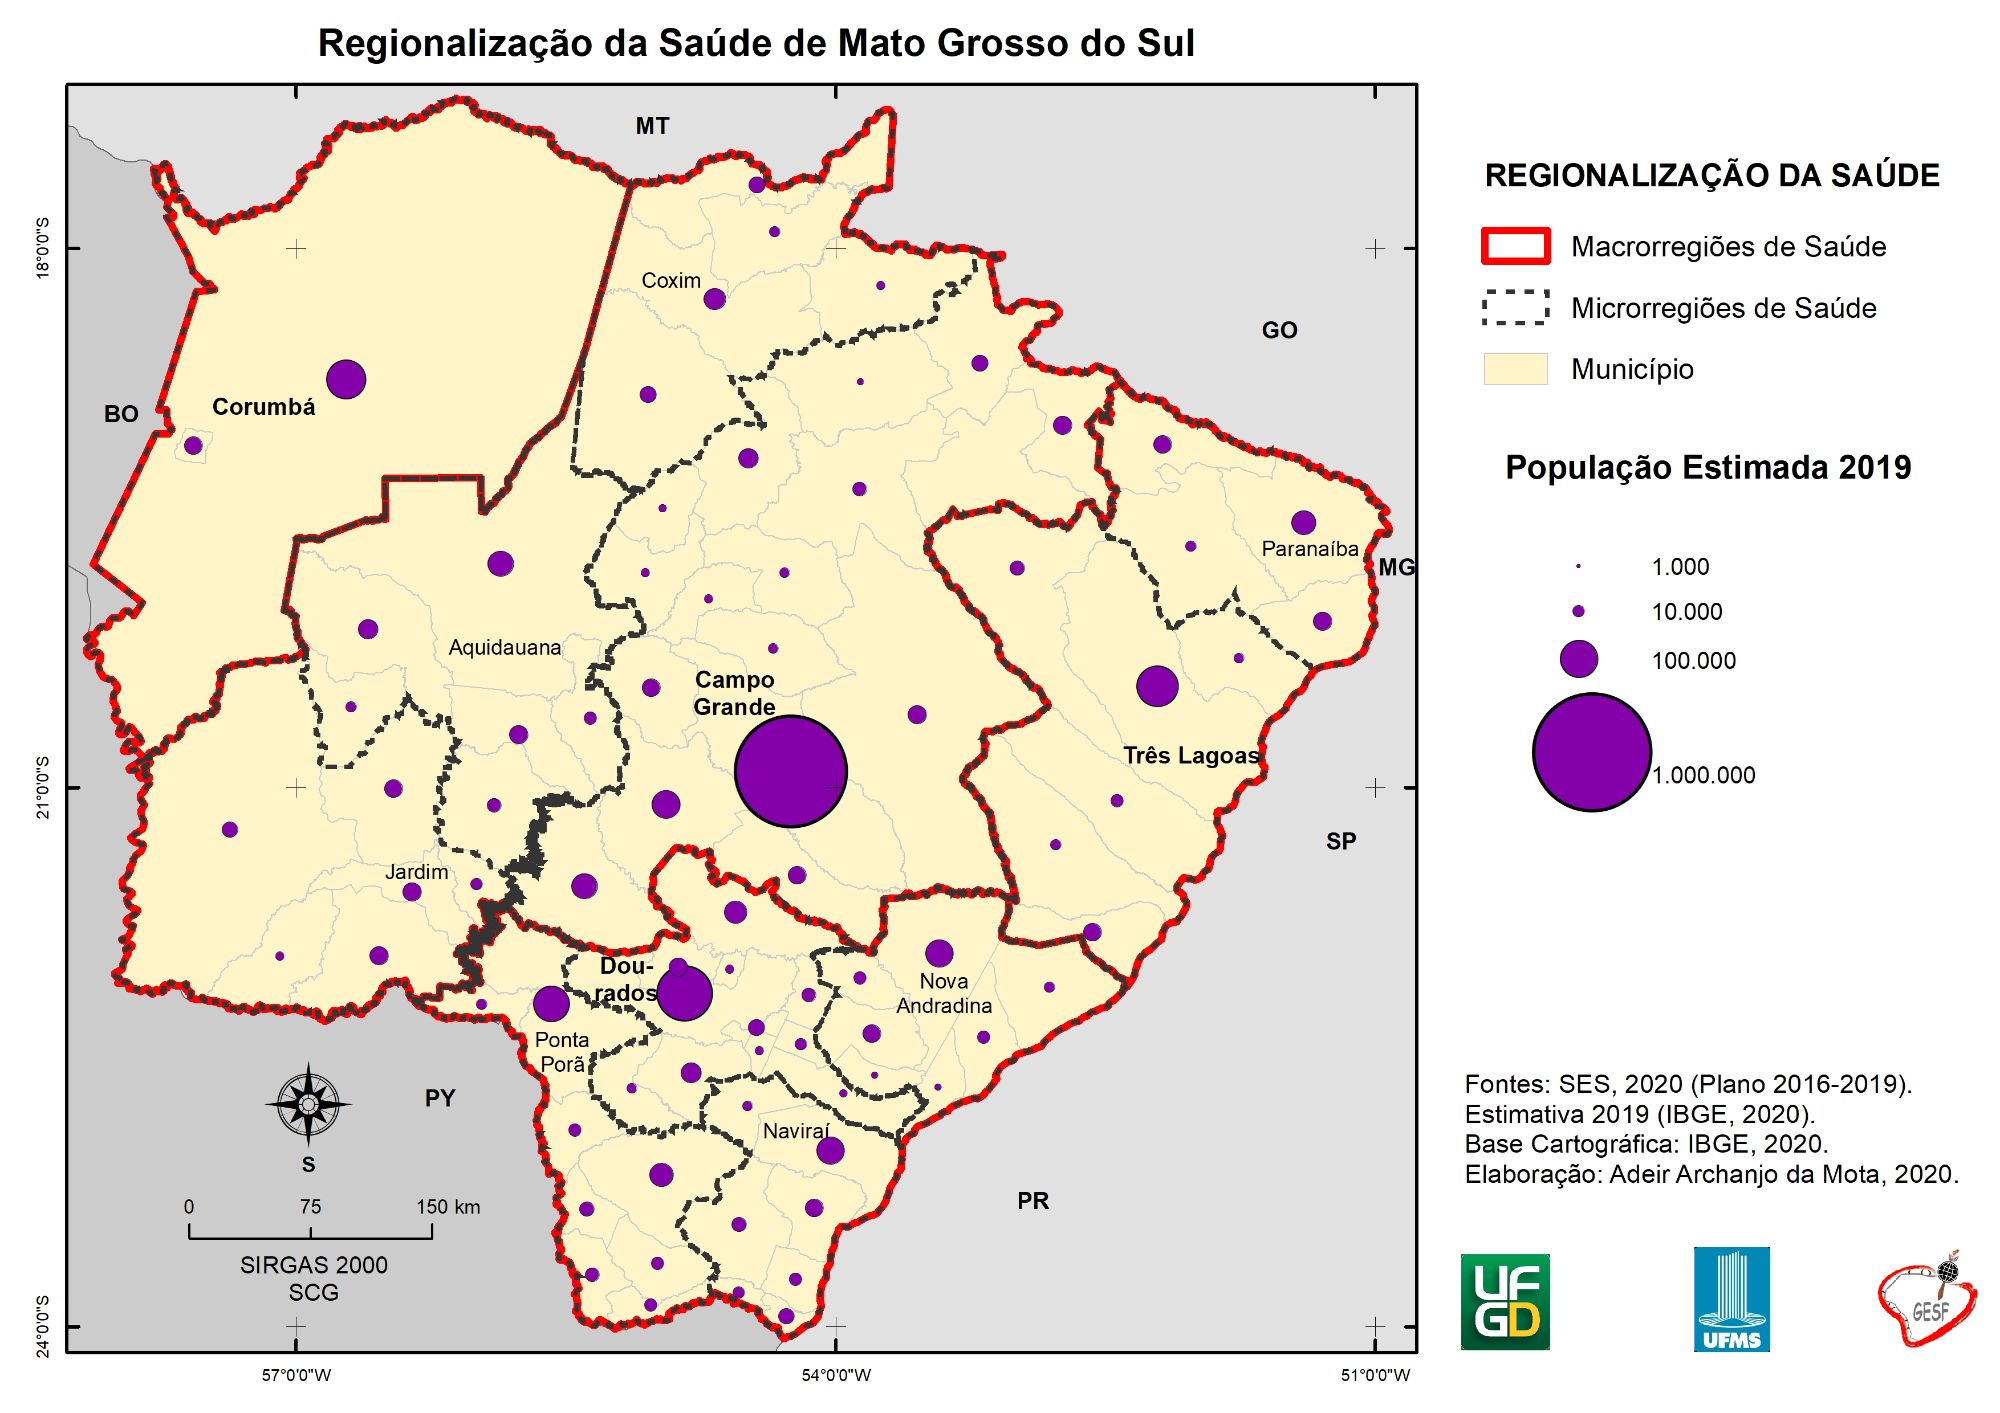 Regionalização da Saúde de Mato Grosso do Sul
MT
GO
BO
MG
SP
PY
PR
Coxim
Corumbá
Paranaíba
Aquidauana
Campo
Grande
Três Lagoas
Jardim
Dou-
rados
Nova
Andradina
Ponta
Porã
Naviraí
S
0 75 150 km
SIRGAS 2000
SCG
18°0'0"S
21°0'0"S
24°0'0"S
57°0'0"W
54°0'0"W
51°0'0"W
REGIONALIZAÇÃO DA SAÚDE
Macrorregiões de Saúde
Microrregiões de Saúde
Município
População Estimada 2019
1.000
10.000
100.000
1.000.000
Fontes: SES, 2020 (Plano 2016-2019).
Estimativa 2019 (IBGE, 2020).
Base Cartográfica: IBGE, 2020.
Elaboração: Adeir Archanjo da Mota, 2020.
UF
GD
UFMS
GESF